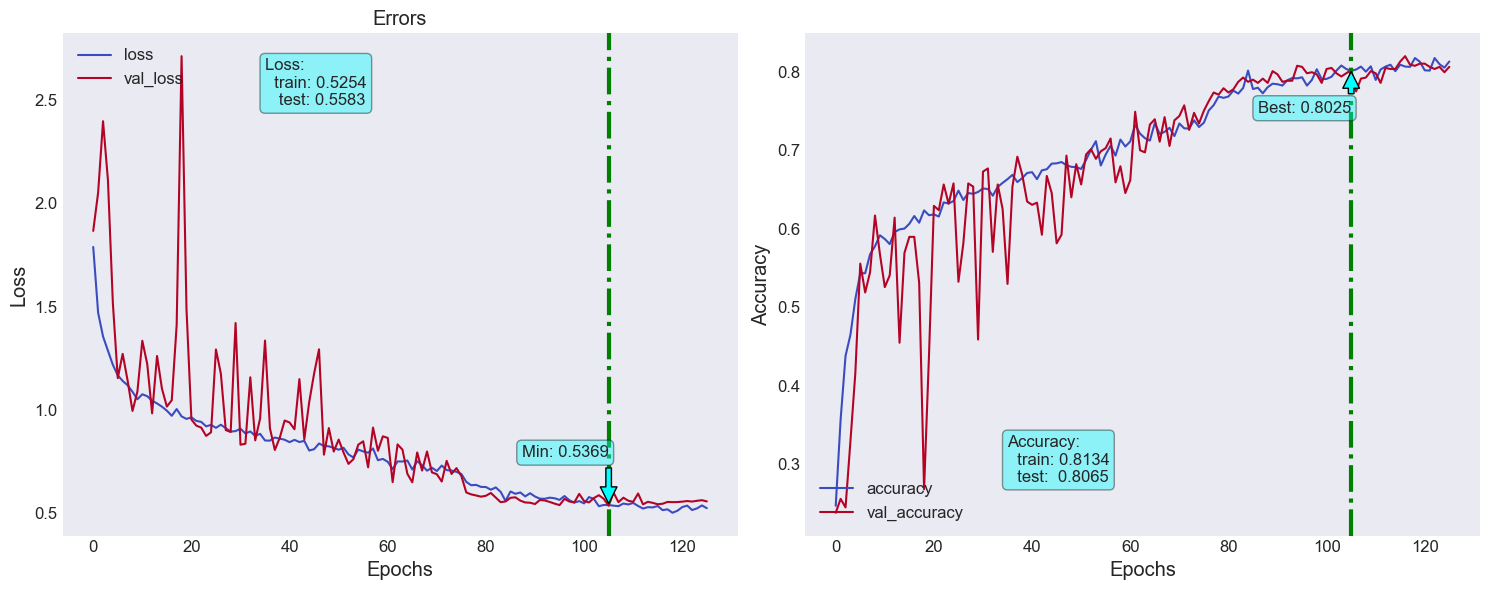 Errors
loss
val_loss
Loss:
train: 0.5254
test: 0.5583
Min: 0.5369
Loss
2.5
2.0
1.5
1.0
0.5
0 20 40 60 80 100 120
Epochs
Best: 0.8025
Accuracy:
train: 0.8134
test: 0.8065
accuracy
val_accuracy
Accuracy
0.8
0.7
0.6
0.5
0.4
0.3
0 20 40 60 80 100 120
Epochs